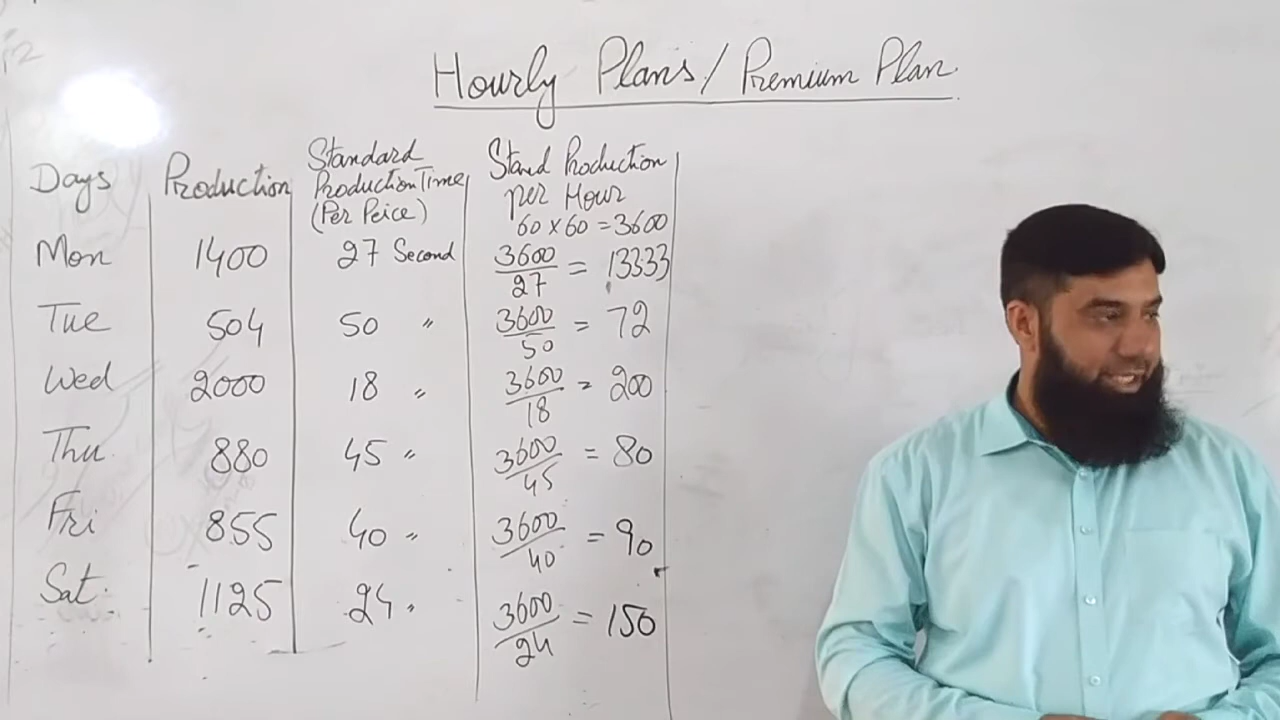 Hourly Plans / Premium Plan
Days Production Standard Production Time (Per Peice) Stand Production per Hour
60 x 60 = 3600
Mon 1400 27 Second 3600/27 = 133.33
Tue 504 50 " 3600/50 = 72
Wed 2000 18 " 3600/18 = 200
Thu. 880 45 " 3600/45 = 80
Fri 855 40 " 3600/40 = 90
Sat. 1125 24 " 3600/24 = 150